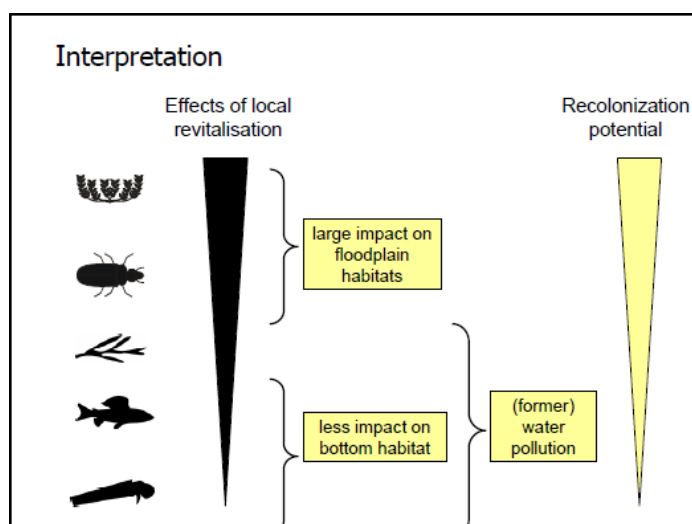 Interpretation
Effects of local
revitalisation
Recolonization
potential
large impact on
floodplain
habitats
less impact on
bottom habitat
(former)
water
pollution